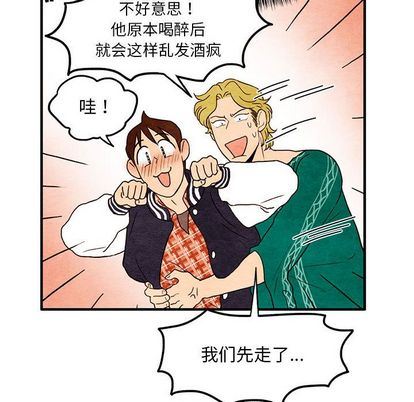 不好意思！
他原本喝醉后
就会这样乱发酒疯
哇！
我们先走了...